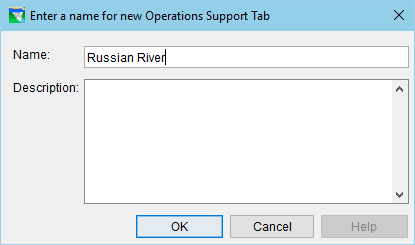 Enter a name for new Operations Support Tab
Name: Russian River
Description:
OK Cancel Help